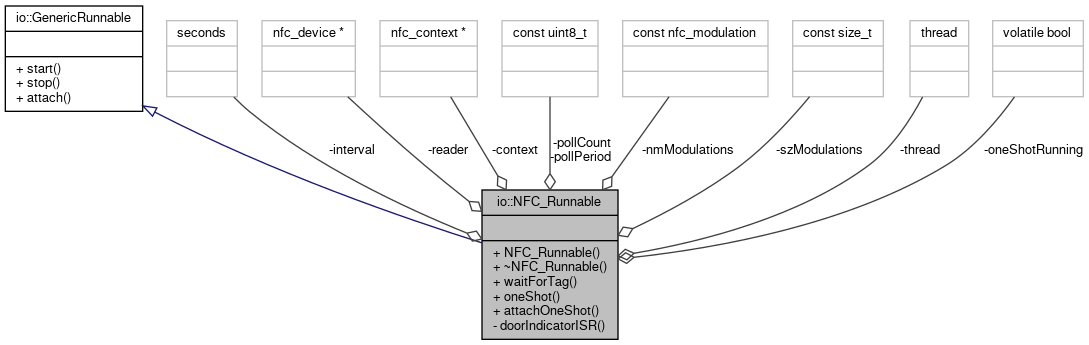 io::GenericRunnable
+ start()
+ stop()
+ attach()
seconds
nfc_device *
nfc_context *
const uint8_t
const nfc_modulation
const size_t
thread
volatile bool
-interval
-reader
-context
-pollCount
-pollPeriod
-nmModulations
-szModulations
-thread
-oneShotRunning
io::NFC_Runnable
+ NFC_Runnable()
+ ~NFC_Runnable()
+ waitForTag()
+ oneShot()
+ attachOneShot()
- doorIndicatorISR()